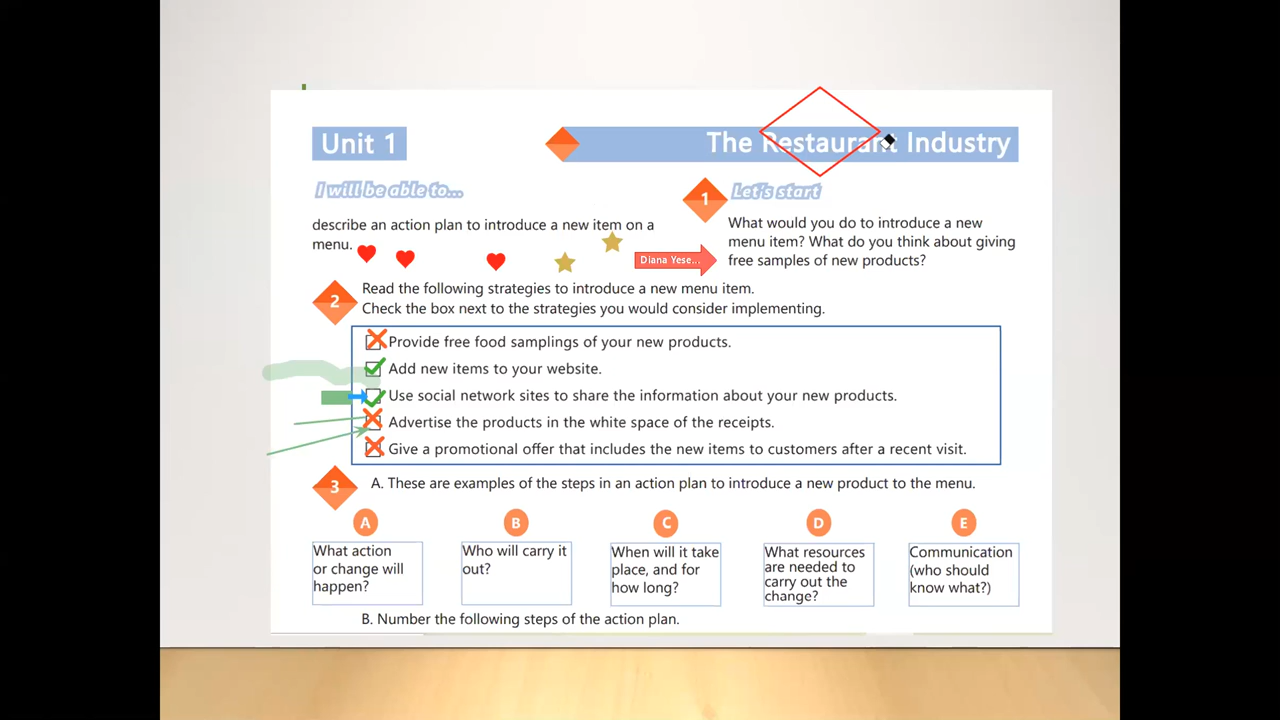 Unit 1
The Restaurant Industry
I will be able to...
describe an action plan to introduce a new item on a
menu.
1
Let's start
What would you do to introduce a new
menu item? What do you think about giving
free samples of new products?
Diana Yese...
2
Read the following strategies to introduce a new menu item.
Check the box next to the strategies you would consider implementing.
Provide free food samplings of your new products.
Add new items to your website.
Use social network sites to share the information about your new products.
Advertise the products in the white space of the receipts.
Give a promotional offer that includes the new items to customers after a recent visit.
3
A. These are examples of the steps in an action plan to introduce a new product to the menu.
A
What action
or change will
happen?
B
Who will carry it
out?
C
When will it take
place, and for
how long?
D
What resources
are needed to
carry out the
change?
E
Communication
(who should
know what?)
B. Number the following steps of the action plan.